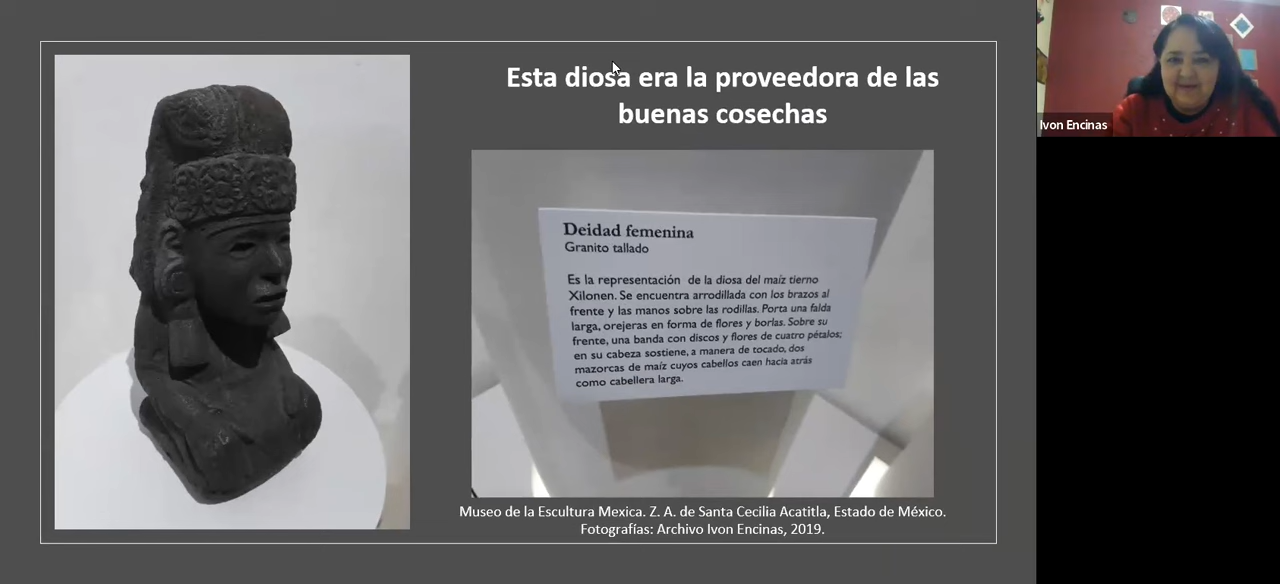 Esta diosa era la proveedora de las
buenas cosechas
Deidad femenina
Granito tallado
Es la representación de la diosa del maíz tierno
Xilonen. Se encuentra arrodillada con los brazos al
frente y las manos sobre las rodillas. Porta una falda
larga, orejeras en forma de flores y borlas. Sobre su
frente, una banda con discos y flores de cuatro pétalos;
en su cabeza sostiene, a manera de tocado, dos
mazorcas de maíz cuyos cabellos caen hacia atrás
como cabellera larga.
Museo de la Escultura Mexica. Z. A. de Santa Cecilia Acatitla, Estado de México.
Fotografías: Archivo Ivon Encinas, 2019.
Ivon Encinas